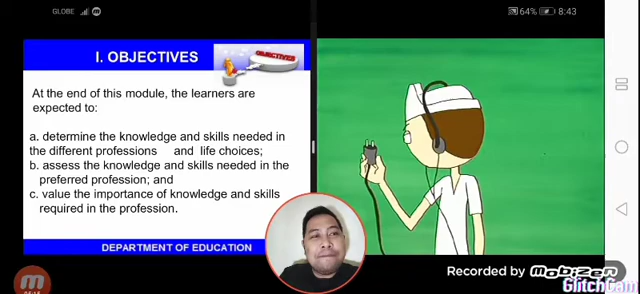 GLOBE
64% 8:43
I. OBJECTIVES
OBJECTIVES
At the end of this module, the learners are
expected to:
a. determine the knowledge and skills needed in
the different professions and life choices;
b. assess the knowledge and skills needed in the
preferred profession; and
c. value the importance of knowledge and skills
required in the profession.
DEPARTMENT OF EDUCATION
Recorded by Mobizen
GlitchCam